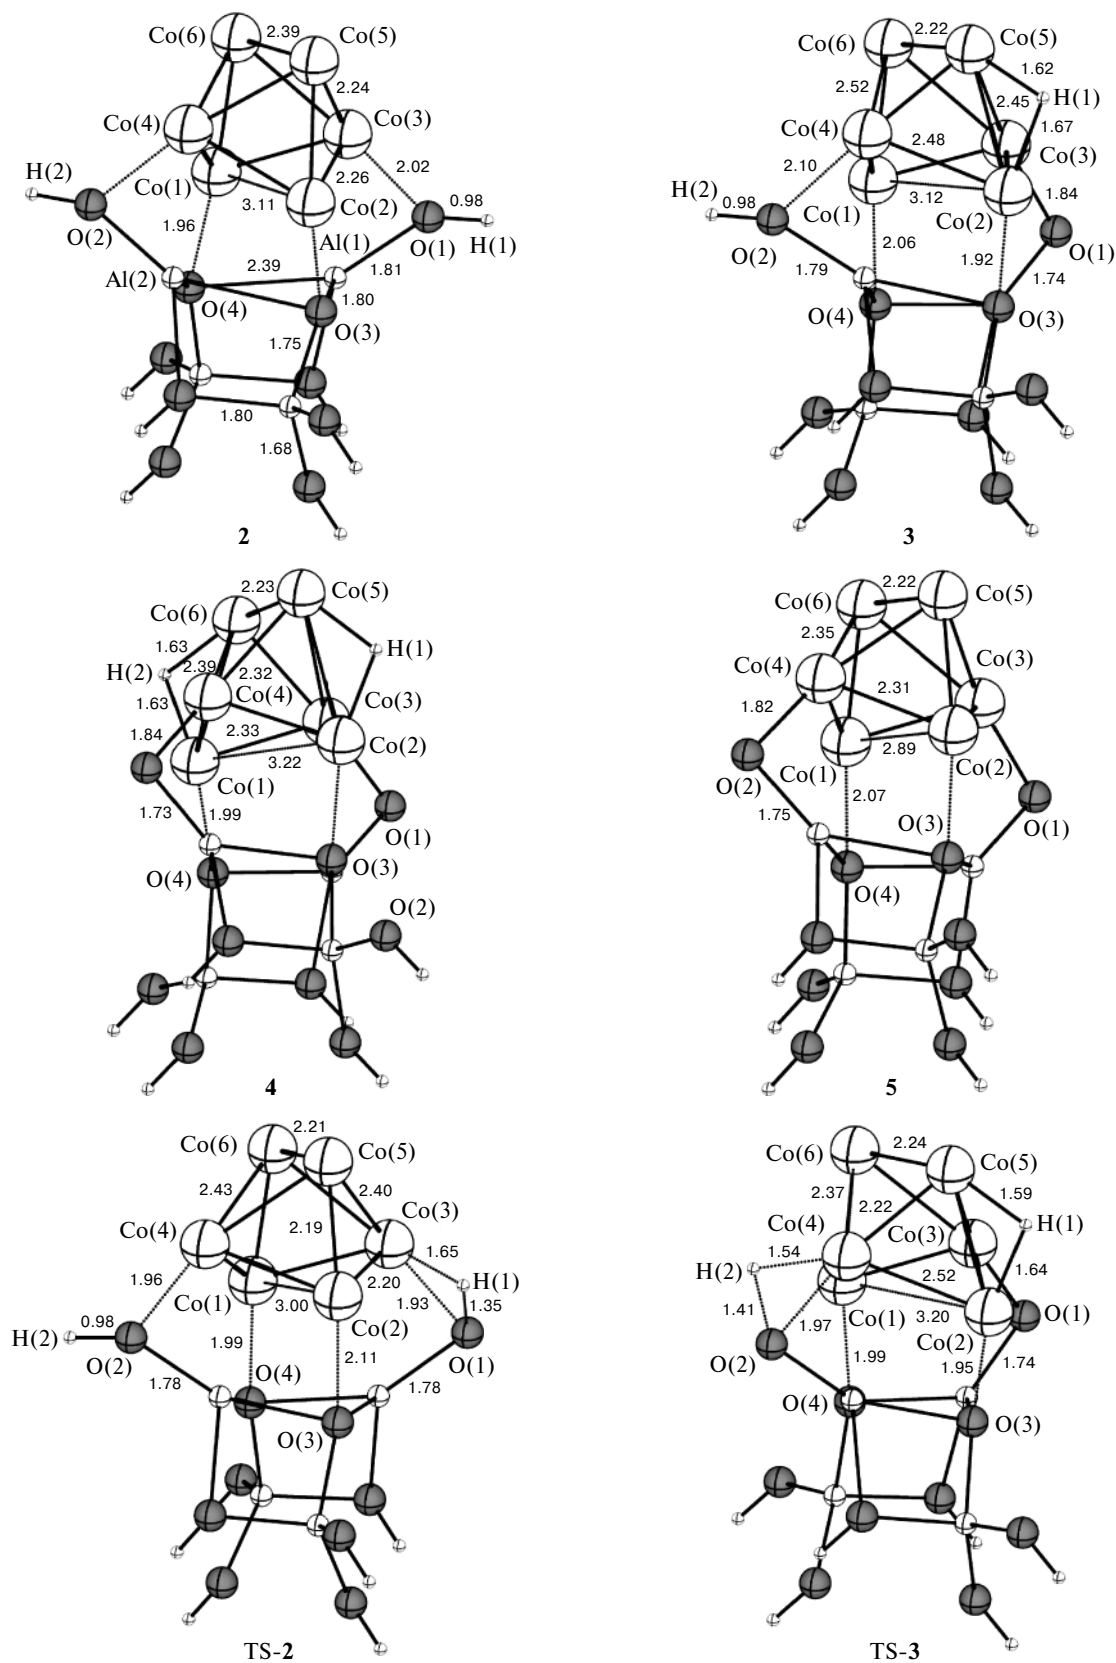 Co(6) 2.39 Co(5)
2.24
Co(4) Co(3)
H(2) Co(1) 2.26 2.02
3.11 Co(2) 0.98
O(2) 1.96 Al(1) O(1) H(1)
Al(2) 2.39 1.81
O(4) 1.80
O(3)
1.75
1.80
1.68
2
Co(6) 2.22 Co(5)
1.62
2.52 2.45 H(1)
Co(4) 2.48 1.67
Co(3)
2.10
H(2) 0.98 Co(1) 3.12 Co(2) 1.84
O(2) 2.06 1.92 O(1)
1.79 1.74
O(4) O(3)
3
2.23 Co(5)
Co(6)
1.63 H(1)
H(2) 2.39 2.32
1.63 Co(4) Co(3)
1.84 2.33 Co(2)
3.22
Co(1)
1.73 1.99 O(1)
O(4) O(3)
O(2)
4
2.22
Co(6) Co(5)
2.35
Co(4) Co(3)
2.31
1.82
2.89
O(2) Co(1) Co(2)
2.07
1.75 O(3) O(1)
O(4)
5
2.21
Co(6) Co(5)
2.43 2.40
Co(4) 2.19 Co(3)
1.65
1.96 2.20 H(1)
Co(1) 3.00 1.93 1.35
H(2) 0.98 Co(2)
O(2) 1.99 2.11 O(1)
1.78 O(4) 1.78
O(3)
TS-2
2.24
Co(6) Co(5)
2.37 2.22 1.59
Co(4) Co(3) H(1)
H(2) 1.54 2.52 1.64
1.41 1.97 Co(1) 3.20 O(1)
Co(2)
O(2) 1.99 1.95 1.74
O(4) O(3)
TS-3